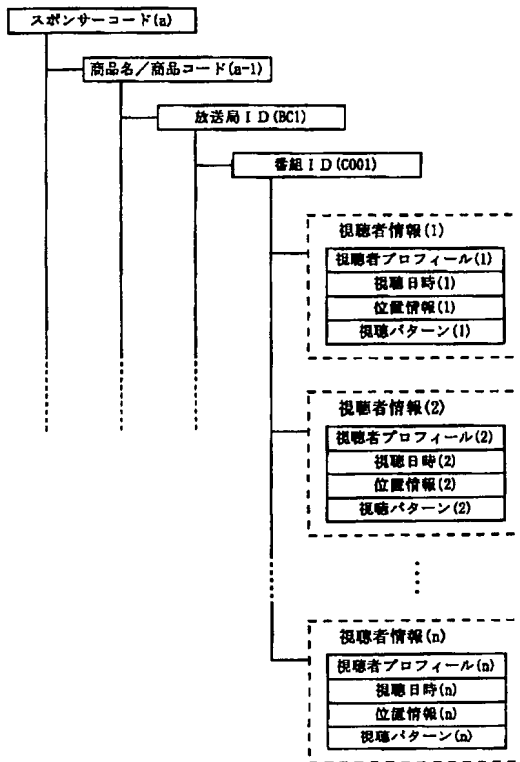 スポンサーコード(a)
商品名／商品コード(a-1)
放送局ＩＤ(BC1)
番組ＩＤ(C001)
視聴者情報(1)
視聴者プロフィール(1)
視聴日時(1)
位置情報(1)
視聴パターン(1)
視聴者情報(2)
視聴者プロフィール(2)
視聴日時(2)
位置情報(2)
視聴パターン(2)
視聴者情報(n)
視聴者プロフィール(n)
視聴日時(n)
位置情報(n)
視聴パターン(n)